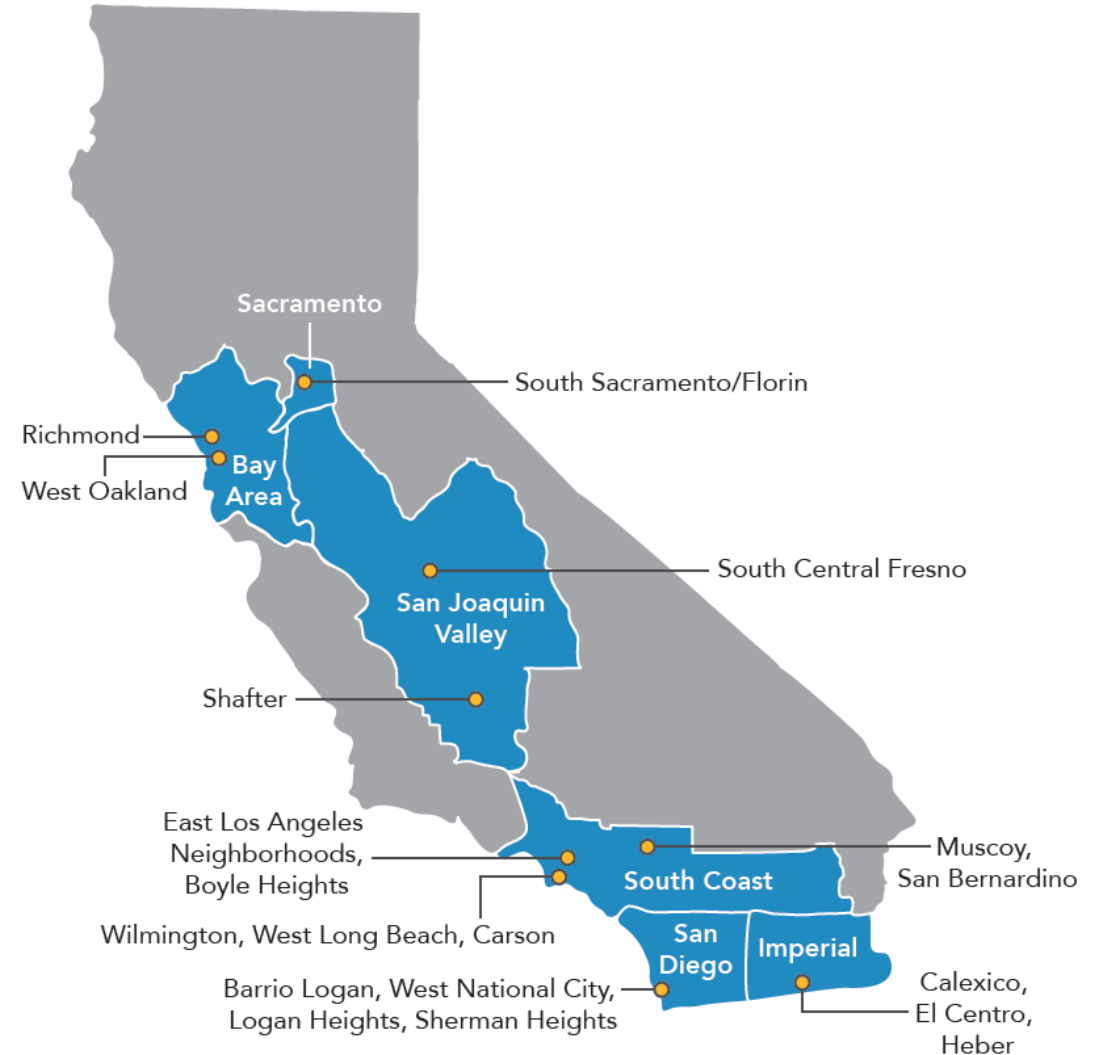 Sacramento
South Sacramento/Florin
Richmond
Bay
Area
West Oakland
South Central Fresno
San Joaquin
Valley
Shafter
East Los Angeles
Neighborhoods,
Boyle Heights
Muscoy,
San Bernardino
South Coast
Wilmington, West Long Beach, Carson
San
Diego
Imperial
Barrio Logan, West National City,
Logan Heights, Sherman Heights
Calexico,
El Centro,
Heber